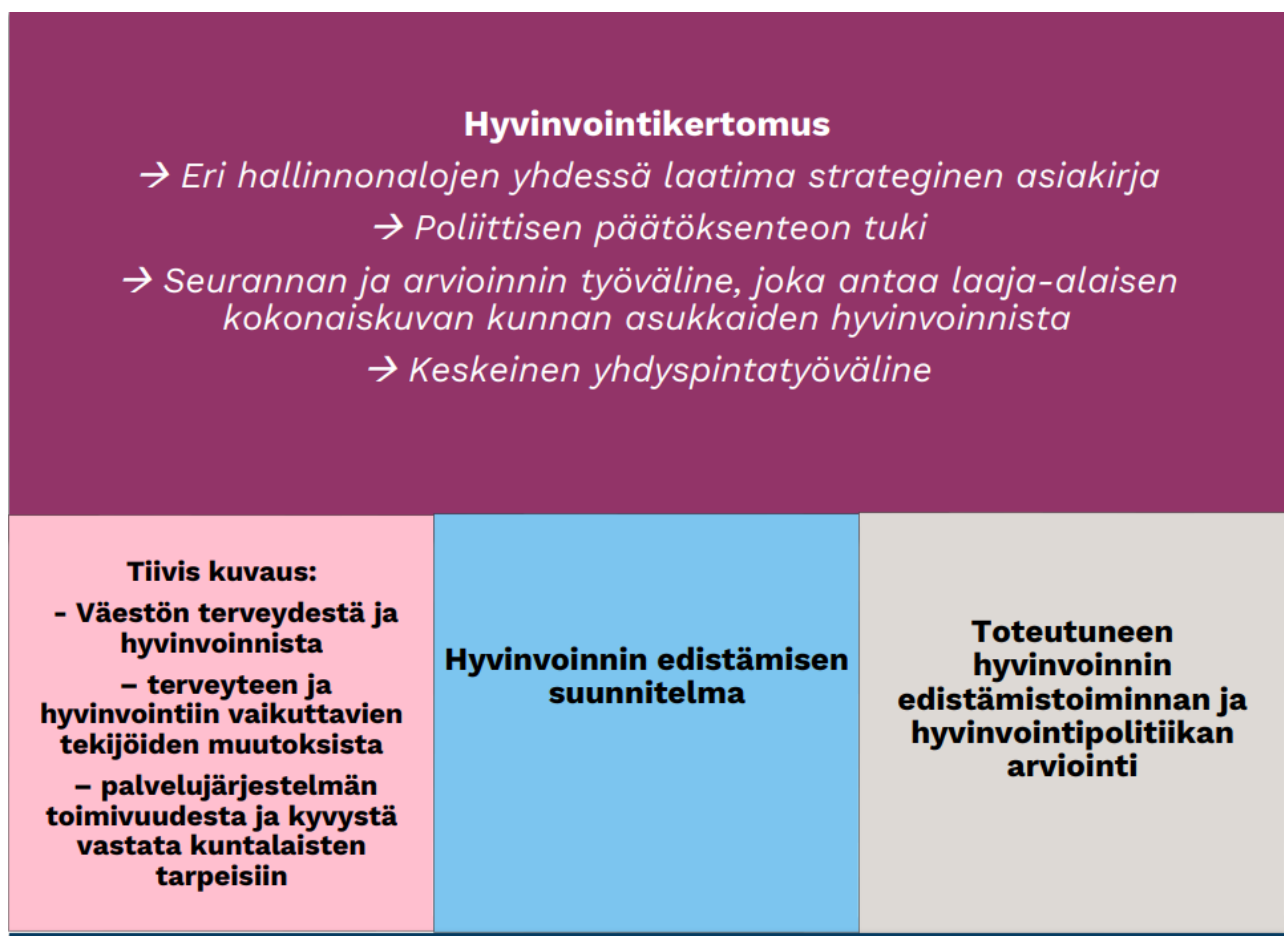 Hyvinvointikertomus
→ Eri hallinnonalojen yhdessä laatima strateginen asiakirja
→ Poliittisen päätöksenteon tuki
→ Seurannan ja arvioinnin työväline, joka antaa laaja-alaisen
kokonaiskuvan kunnan asukkaiden hyvinvoinnista
→ Keskeinen yhdyspintatyöväline
Tiivis kuvaus:
- Väestön terveydestä ja
hyvinvoinnista
– terveyteen ja
hyvinvointiin vaikuttavien
tekijöiden muutoksista
– palvelujärjestelmän
toimivuudesta ja kyvystä
vastata kuntalaisten
tarpeisiin
Hyvinvoinnin edistämisen
suunnitelma
Toteutuneen
hyvinvoinnin
edistämistoiminnan ja
hyvinvointipolitiikan
arviointi